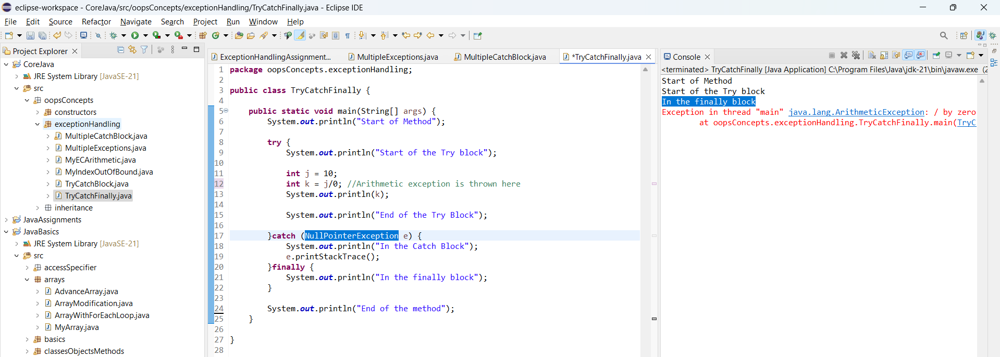 eclipse-workspace - CoreJava/src/oopsConcepts/exceptionHandling/TryCatchFinally.java - Eclipse IDE
File Edit Source Refactor Navigate Search Project Run Window Help
Project Explorer
CoreJava
JRE System Library [JavaSE-21]
src
oopsConcepts
constructors
exceptionHandling
MultipleCatchBlock.java
MultipleExceptions.java
MyECArithmetic.java
MyIndexOutOfBound.java
TryCatchBlock.java
TryCatchFinally.java
inheritance
JavaAssignments
JavaBasics
JRE System Library [JavaSE-21]
src
accessSpecifier
arrays
AdvanceArray.java
ArrayModification.java
ArrayWithForEachLoop.java
MyArray.java
basics
classesObjectsMethods
ExceptionHandlingAssignment... MultipleExceptions.java MultipleCatchBlock.java *TryCatchFinally.java
1 package oopsConcepts.exceptionHandling;
2
3 public class TryCatchFinally {
4
5 public static void main(String[] args) {
6 System.out.println("Start of Method");
7
8 try {
9 System.out.println("Start of the Try block");
10
11 int j = 10;
12 int k = j/0; //Arithmetic exception is thrown here
13 System.out.println(k);
14
15 System.out.println("End of the Try Block");
16
17 }catch (NullPointerException e) {
18 System.out.println("In the Catch Block");
19 e.printStackTrace();
20 }finally {
21 System.out.println("In the finally block");
22 }
23
24 System.out.println("End of the method");
25 }
26
27 }
28
Console
<terminated> TryCatchFinally [Java Application] C:\Program Files\Java\jdk-21\bin\javaw.exe (2
Start of Method
Start of the Try block
In the finally block
Exception in thread "main" java.lang.ArithmeticException: / by zero
at oopsConcepts.exceptionHandling.TryCatchFinally.main(TryC